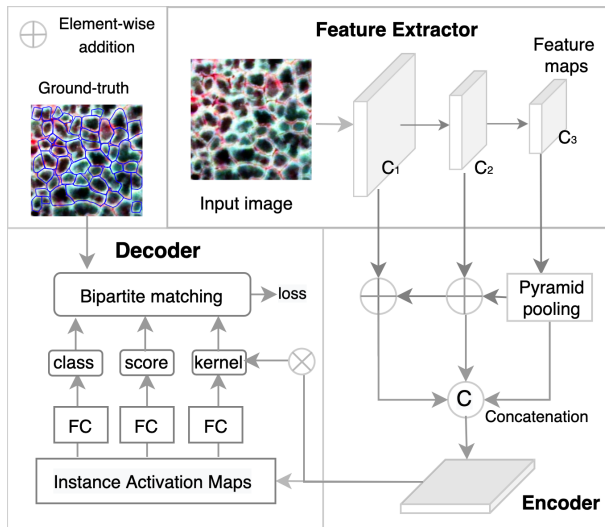 Element-wise
addition
Ground-truth
Feature Extractor
Feature
maps
Input image
C1
C2
C3
Decoder
Bipartite matching
loss
class
score
kernel
FC
FC
FC
Instance Activation Maps
Pyramid
pooling
C
Concatenation
Encoder